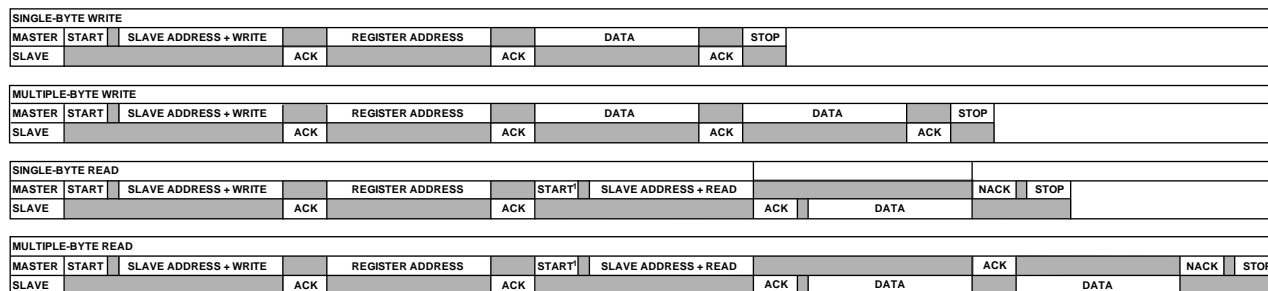 SINGLE-BYTE WRITE
MASTER START SLAVE ADDRESS + WRITE REGISTER ADDRESS DATA STOP
SLAVE ACK ACK ACK
MULTIPLE-BYTE WRITE
MASTER START SLAVE ADDRESS + WRITE REGISTER ADDRESS DATA DATA STOP
SLAVE ACK ACK ACK ACK
SINGLE-BYTE READ
MASTER START SLAVE ADDRESS + WRITE REGISTER ADDRESS START¹ SLAVE ADDRESS + READ NACK STOP
SLAVE ACK ACK ACK DATA
MULTIPLE-BYTE READ
MASTER START SLAVE ADDRESS + WRITE REGISTER ADDRESS START¹ SLAVE ADDRESS + READ ACK NACK STOP
SLAVE ACK ACK ACK DATA DATA